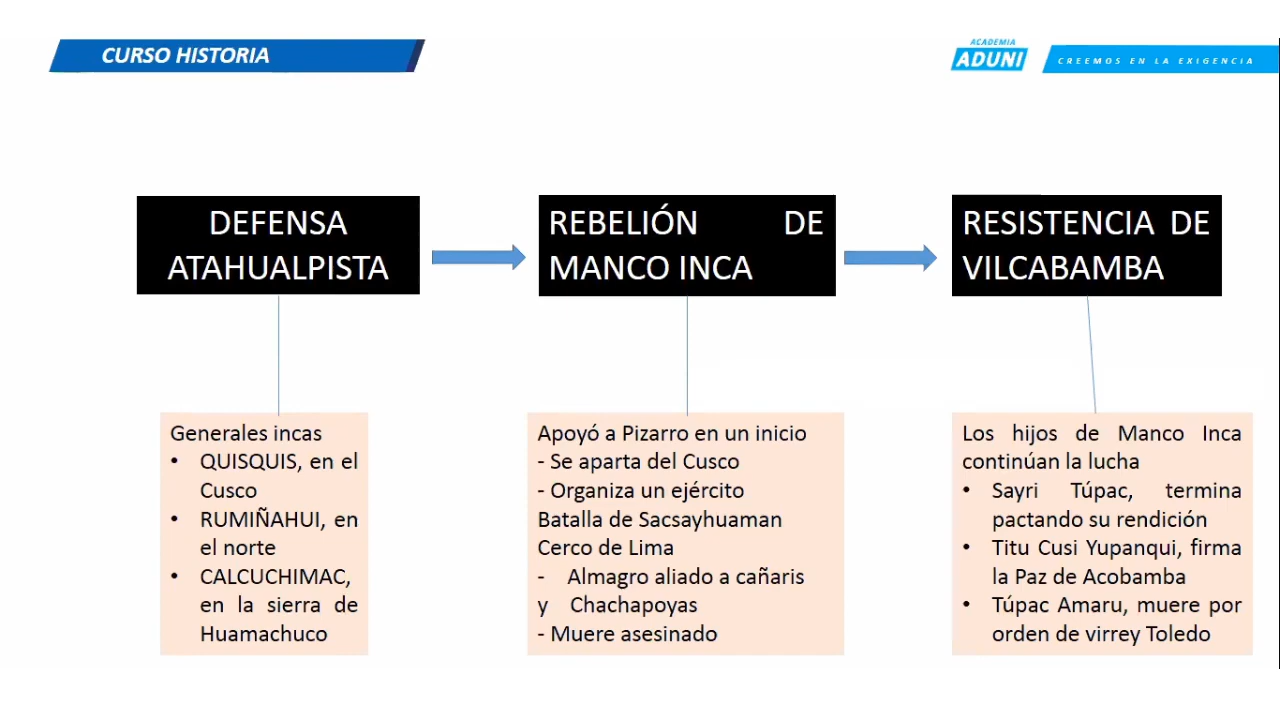 CURSO HISTORIA
ACADEMIA
ADUNI
CREEMOS EN LA EXIGENCIA
DEFENSA
ATAHUALPISTA
REBELIÓN DE
MANCO INCA
RESISTENCIA DE
VILCABAMBA
Generales incas
• QUISQUIS, en el
Cusco
• RUMIÑAHUI, en
el norte
• CALCUCHIMAC,
en la sierra de
Huamachuco
Apoyó a Pizarro en un inicio
- Se aparta del Cusco
- Organiza un ejército
Batalla de Sacsayhuaman
Cerco de Lima
- Almagro aliado a cañaris
y Chachapoyas
- Muere asesinado
Los hijos de Manco Inca
continúan la lucha
• Sayri Túpac, termina
pactando su rendición
• Titu Cusi Yupanqui, firma
la Paz de Acobamba
• Túpac Amaru, muere por
orden de virrey Toledo